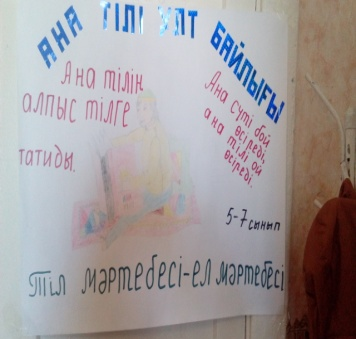 АНА ТІЛІ ҰЛТ БАЙЛЫҒЫ
Ана тілің
алпыс тілге
татиды.
Ана сүті бой
өсіреді,
ана тілі ой
өсіреді.
5-7 сынып
Тіл мәртебесі-ел мәртебесі